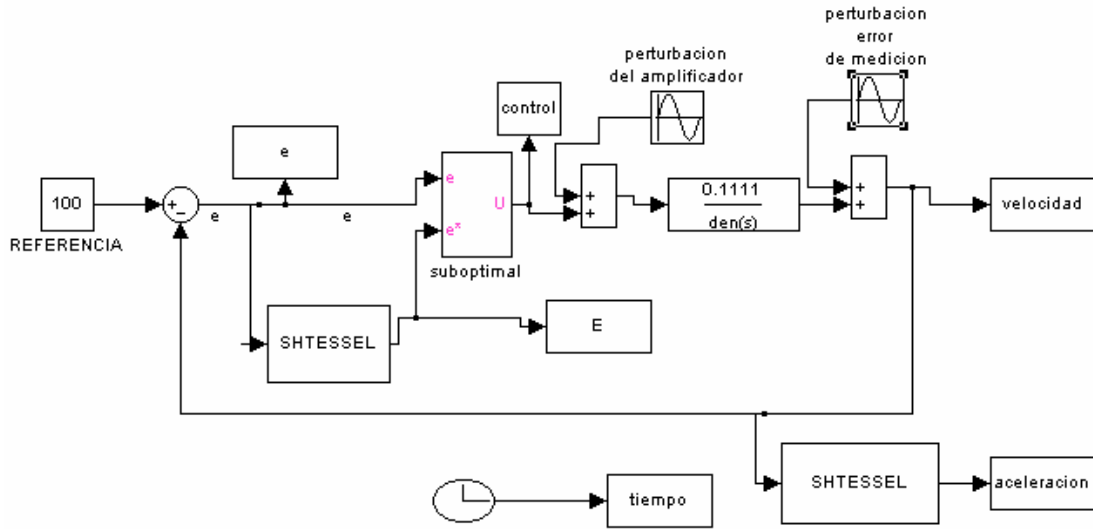 perturbacion
error
de medicion
perturbacion
del amplificador
control
e
100
REFERENCIA
+
-
e
e
e
e*
U
suboptimal
+
+
0.1111
den(s)
+
+
velocidad
SHTESSEL
E
SHTESSEL
aceleracion
tiempo